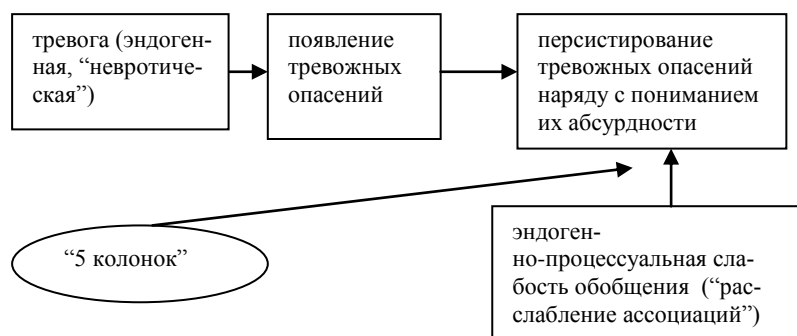 тревога (эндоген-
ная, “невротиче-
ская”)
появление
тревожных
опасений
персистирование
тревожных опасений
наряду с пониманием
их абсурдности
“5 колонок”
эндоген-
но-процессуальная сла-
бость обобщения (“рас-
слабление ассоциаций”)